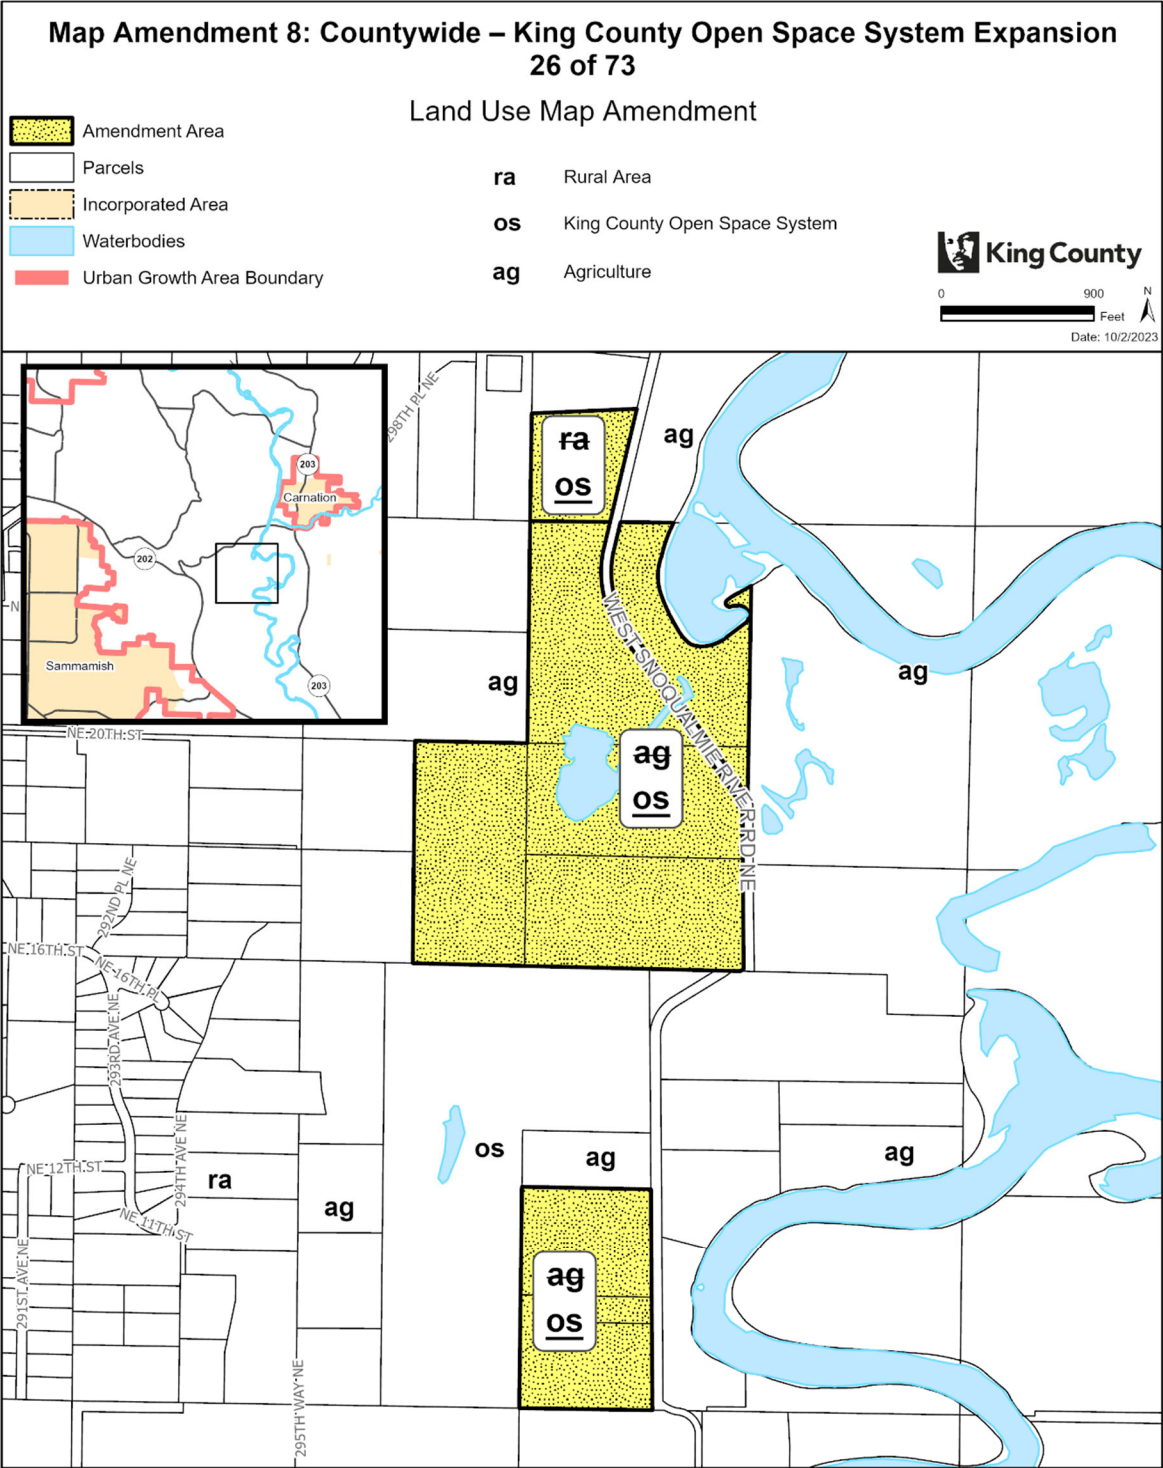 Map Amendment 8: Countywide – King County Open Space System Expansion
26 of 73
Land Use Map Amendment
Amendment Area
Parcels
Incorporated Area
Waterbodies
Urban Growth Area Boundary
ra Rural Area
os King County Open Space System
ag Agriculture
King County
0 900
Feet
N
Date: 10/2/2023
298TH PL NE
ra
os
ag
203
Carnation
202
N
Sammamish
203
WEST SNOQUALMIE RIVER RD NE
ag
ag
NE 20TH ST
ag
os
292ND PL NE
NE 16TH ST
NE 16TH PL
293RD AVE NE
os
ag
ag
NE 12TH ST
294TH AVE NE
ra
ag
NE 11TH ST
291ST AVE NE
ag
os
295TH WAY NE